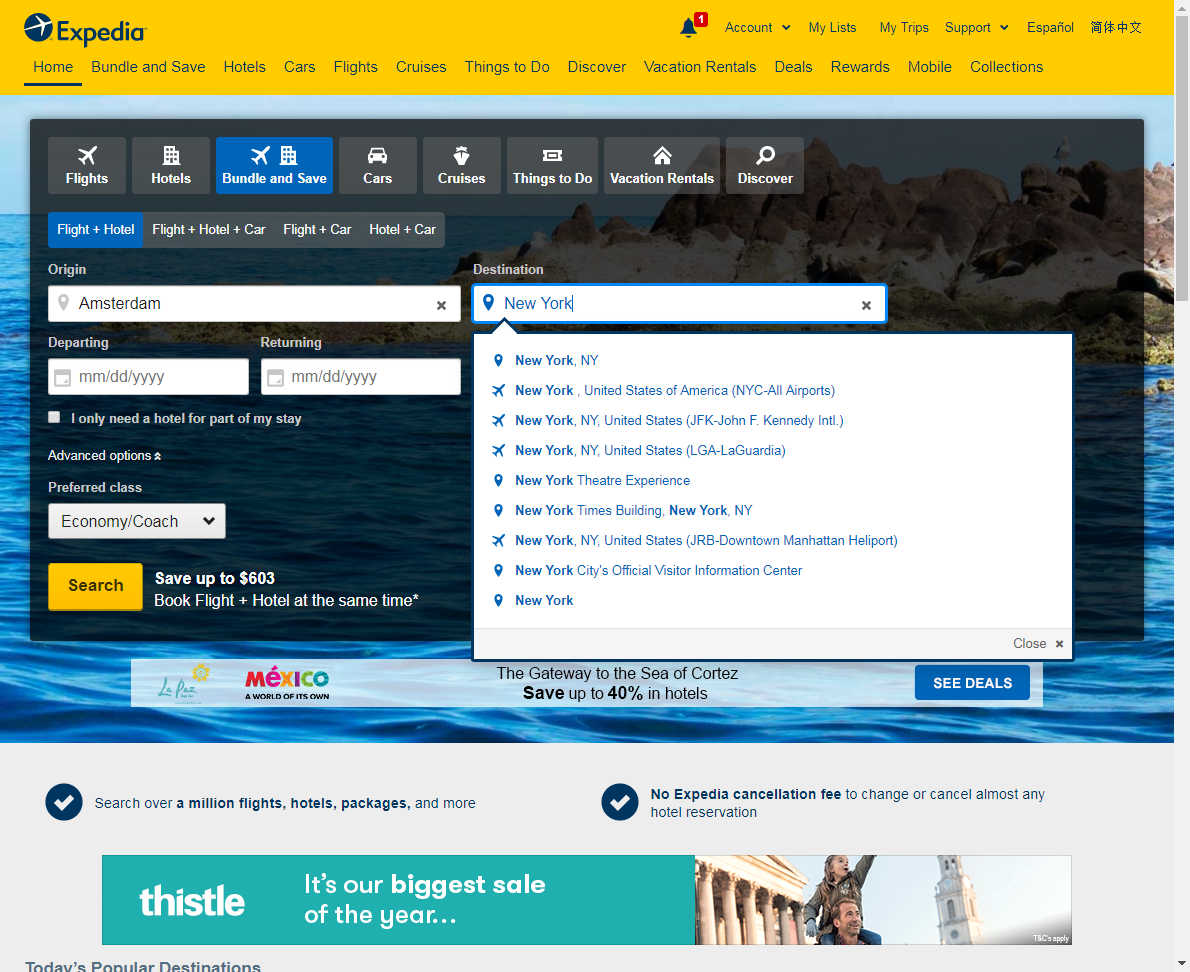 Expedia
1
Account My Lists My Trips Support Español 简体中文
Home Bundle and Save Hotels Cars Flights Cruises Things to Do Discover Vacation Rentals Deals Rewards Mobile Collections
Flights Hotels Bundle and Save Cars Cruises Things to Do Vacation Rentals Discover
Flight + Hotel Flight + Hotel + Car Flight + Car Hotel + Car
Origin Destination
Amsterdam New York
Departing Returning
mm/dd/yyyy mm/dd/yyyy
I only need a hotel for part of my stay
Advanced options
Preferred class
Economy/Coach
Search
Save up to $603
Book Flight + Hotel at the same time*
New York, NY
New York , United States of America (NYC-All Airports)
New York, NY, United States (JFK-John F. Kennedy Intl.)
New York, NY, United States (LGA-LaGuardia)
New York Theatre Experience
New York Times Building, New York, NY
New York, NY, United States (JRB-Downtown Manhattan Heliport)
New York City's Official Visitor Information Center
New York
Close
La Paz
MéXICO
A WORLD OF ITS OWN
The Gateway to the Sea of Cortez
Save up to 40% in hotels
SEE DEALS
Search over a million flights, hotels, packages, and more
No Expedia cancellation fee to change or cancel almost any
hotel reservation
thistle
It's our biggest sale
of the year...
T&C's apply
Today's Popular Destinations